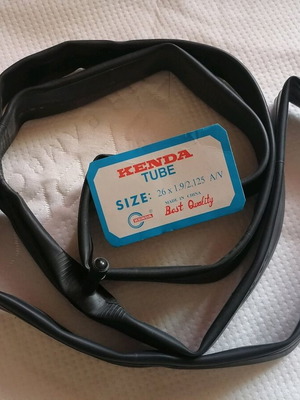 KENDA
TUBE
SIZE: 26 x 1.9/2.125 A/V
MADE IN CHINA
Best Quality